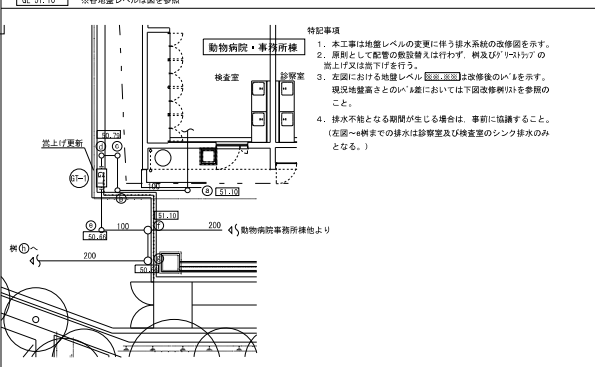 GL 51.10 ※各地盤レベルは図を参照
特記事項
1. 本工事は地盤レベルの変更に伴う排水系統の改修図を示す。
2. 原則として配管の敷設替えは行わず、桝及びグリーストラップの
嵩上げ又は嵩下げを行う。
3. 左図における地盤レベル ※※.※※ は改修後のレベルを示す。
現況地盤高さとのレベル差においては下図改修桝リストを参照の
こと。
4. 排水不能となる期間が生じる場合は、事前に協議すること。
(左図~e桝までの排水は診察室及び検査室のシンク排水のみ
となる。)
動物病院・事務所棟
検査室
診察室
50.79
嵩上げ更新
d
c
GT-1
100
a
51.10
b
51.10
e
100
f
200
動物病院事務所棟他より
50.66
桝hへ
200
g